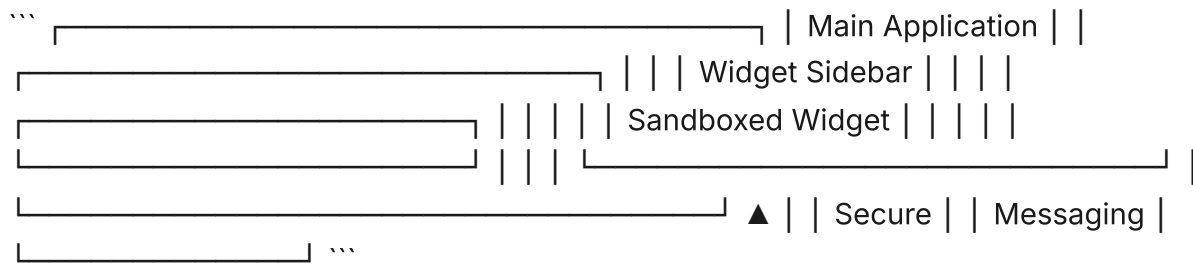 ``` ┌──────────────────────────────────────────┐ │ Main Application │ │
┌──────────────────────────────────┐ │ │ │ Widget Sidebar │ │ │ │
┌───────────────────────────┐ │ │ │ │ │ Sandboxed Widget │ │ │ │ │
└───────────────────────────┘ │ │ │ └──────────────────────────────────┘ │
└──────────────────────────────────────────┘ ▲ │ │ Secure │ │ Messaging │
└─────────────────┘ ```